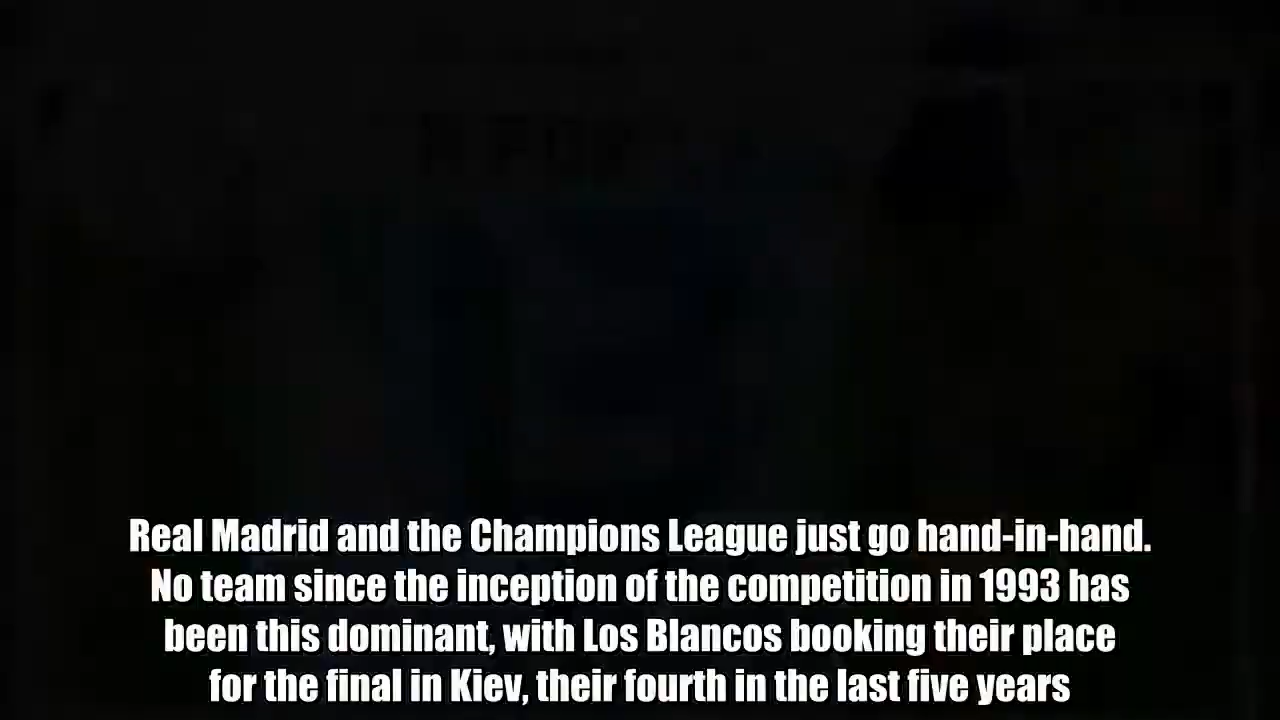 Real Madrid and the Champions League just go hand-in-hand.
No team since the inception of the competition in 1993 has
been this dominant, with Los Blancos booking their place
for the final in Kiev, their fourth in the last five years